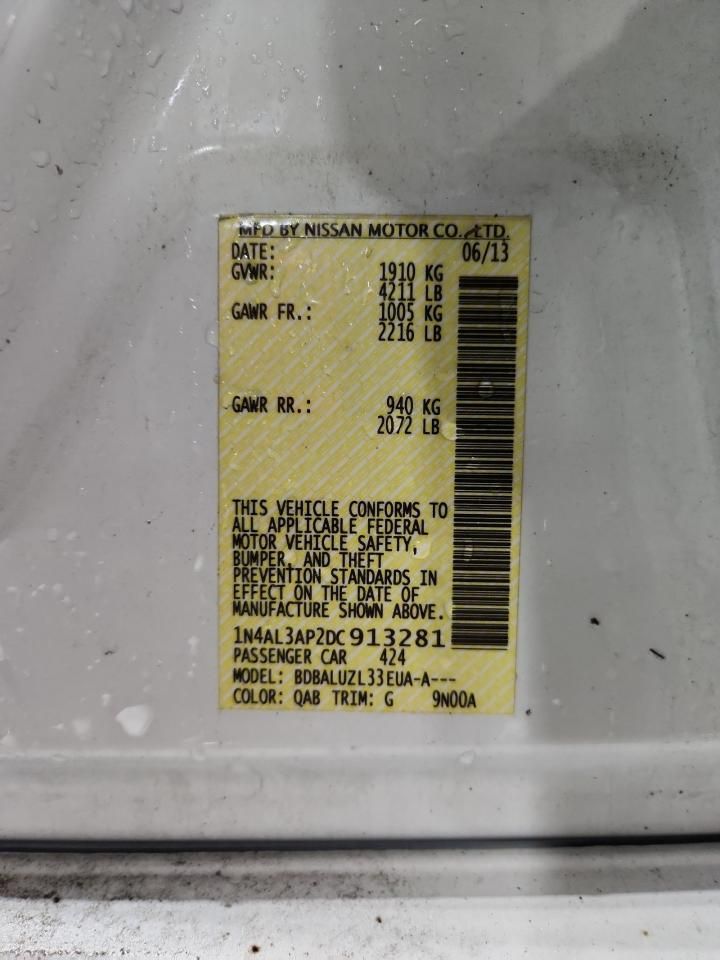 MFD BY NISSAN MOTOR CO., LTD.
DATE: 06/13
GVWR: 1910 KG
4211 LB
GAWR FR.: 1005 KG
2216 LB
GAWR RR.: 940 KG
2072 LB
THIS VEHICLE CONFORMS TO
ALL APPLICABLE FEDERAL
MOTOR VEHICLE SAFETY,
BUMPER, AND THEFT
PREVENTION STANDARDS IN
EFFECT ON THE DATE OF
MANUFACTURE SHOWN ABOVE.
1N4AL3AP2DC913281
PASSENGER CAR 424
MODEL: BDBALUZL33EUA-A---
COLOR: QAB TRIM: G 9N00A